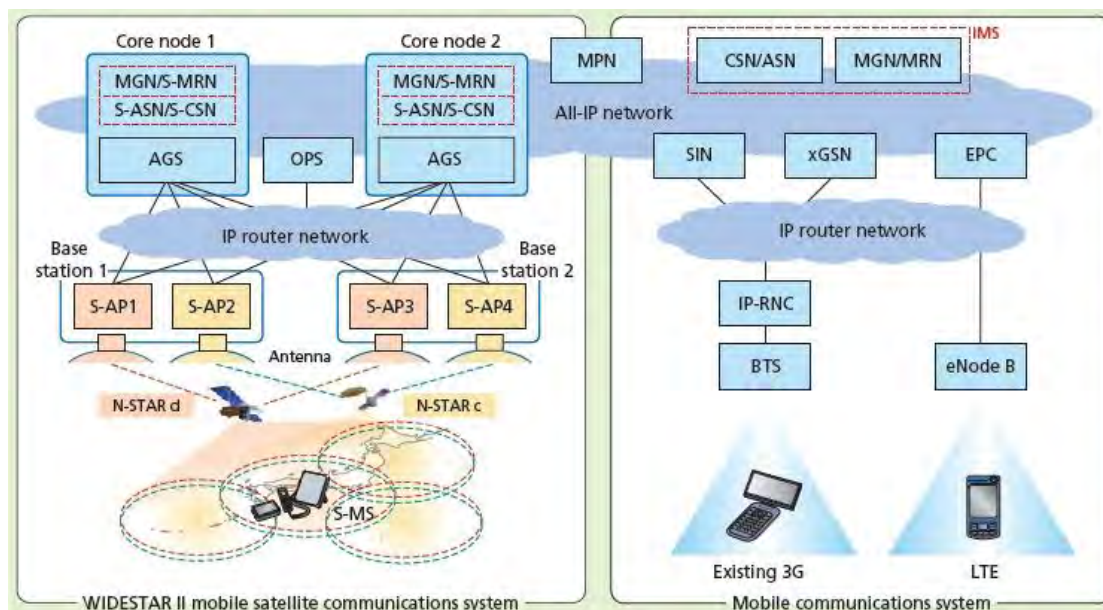 Core node 1
MGN/S-MRN
S-ASN/S-CSN
AGS
OPS
Core node 2
MGN/S-MRN
S-ASN/S-CSN
AGS
MPN
IMS
CSN/ASN
MGN/MRN
All-IP network
SIN
xGSN
EPC
IP router network
IP router network
Base
station 1
Base
station 2
S-AP1
S-AP2
S-AP3
S-AP4
IP-RNC
Antenna
BTS
eNode B
N-STAR d
N-STAR c
S-MS
Existing 3G
LTE
WIDESTAR II mobile satellite communications system
Mobile communications system